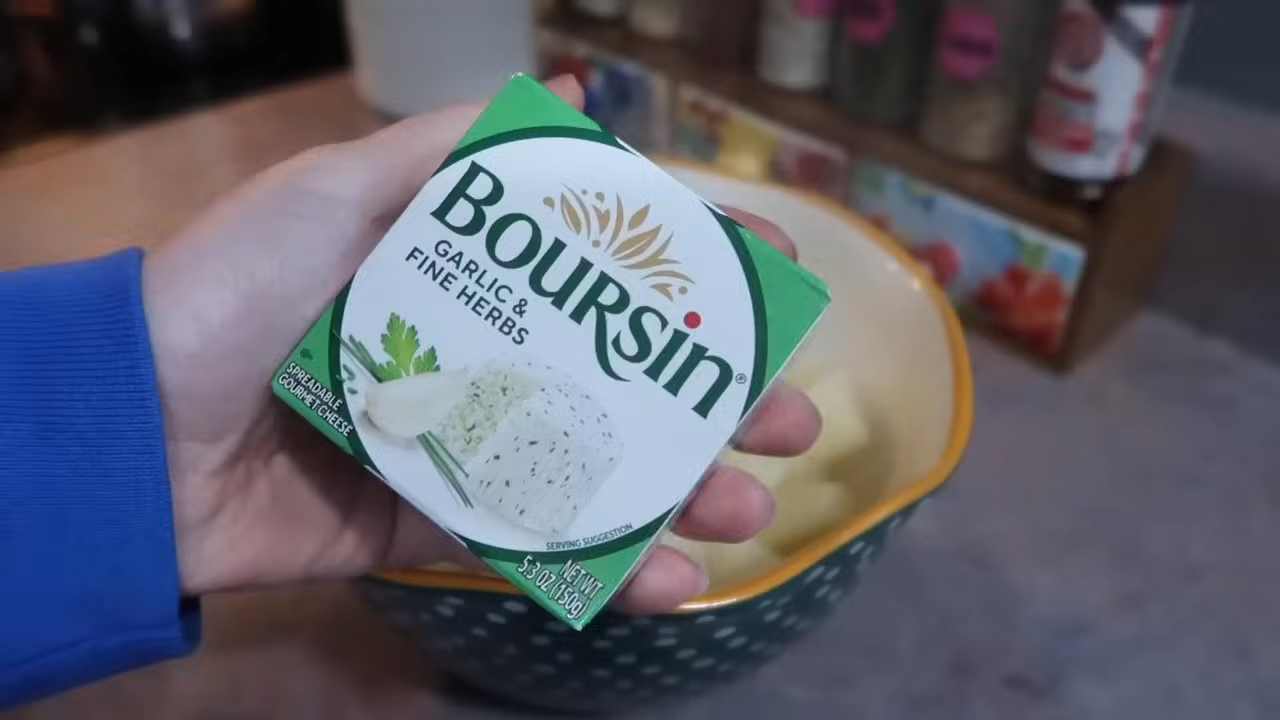 BOURSIN®
GARLIC &
FINE HERBS
SPREADABLE
GOURMET CHEESE
SERVING SUGGESTION
NET WT
5.3 OZ (150g)